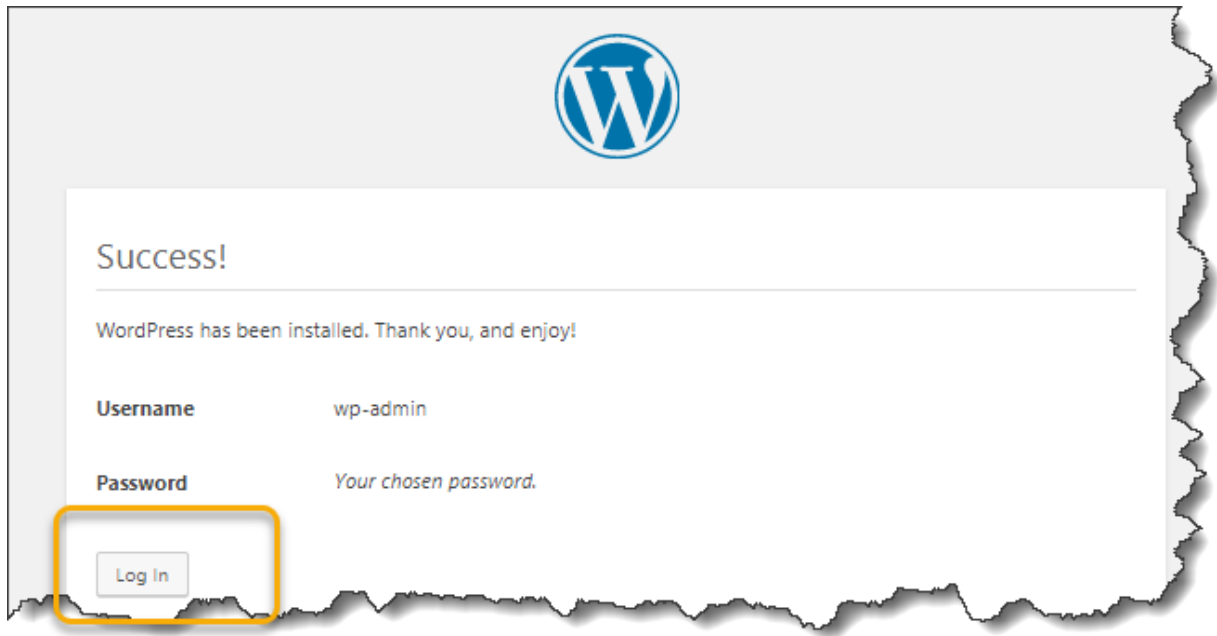 Success!
WordPress has been installed. Thank you, and enjoy!
Username wp-admin
Password Your chosen password.
Log In